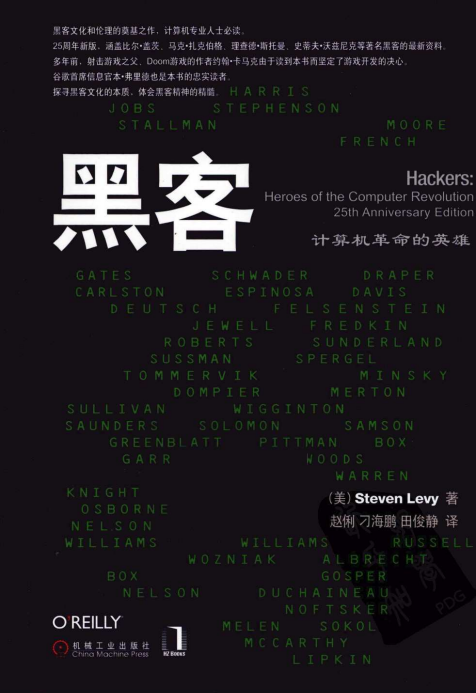 黑客文化和伦理的奠基之作，计算机专业人士必读。
25周年新版，涵盖比尔•盖茨、马克•扎克伯格、理查德•斯托曼、史蒂夫•沃兹尼克等著名黑客的最新资料。
多年前，射击游戏之父、Doom游戏的作者约翰•卡马克由于读到本书而坚定了游戏开发的决心。
谷歌首席信息官本•弗里德也是本书的忠实读者。
探寻黑客文化的本质，体会黑客精神的精髓。 HARRIS
JOBS STEPHENSON
STALLMAN MOORE
FRENCH
黑客
Hackers:
Heroes of the Computer Revolution
25th Anniversary Edition
计算机革命的英雄
GATES SCHWADER DRAPER
CARLSTON ESPINOSA DAVIS
DEUTSCH FELSENSTEIN
JEWELL FREDKIN
ROBERTS SUNDERLAND
SUSSMAN SPERGEL
TOMMERVIK MINSKY
DOMPIER MERTON
SULLIVAN WIGGINTON
SAUNDERS SOLOMON SAMSON
GREENBLATT PITTMAN BOX
GARR WOODS
WARREN
KNIGHT
(美) Steven Levy 著
OSBORNE
赵俐 刁海鹏 田俊静 译
NELSON
WILLIAMS WILLIAMS RUSSELL
WOZNIAK ALBRECHT
BOX GOSPER
NELSON DUCHAINEAU
NOFTSKER
PDG
O'REILLY
MELEN SOKOL
机械工业出版社
China Machine Press
HZ BOOKS
MCCARTHY
LIPKIN